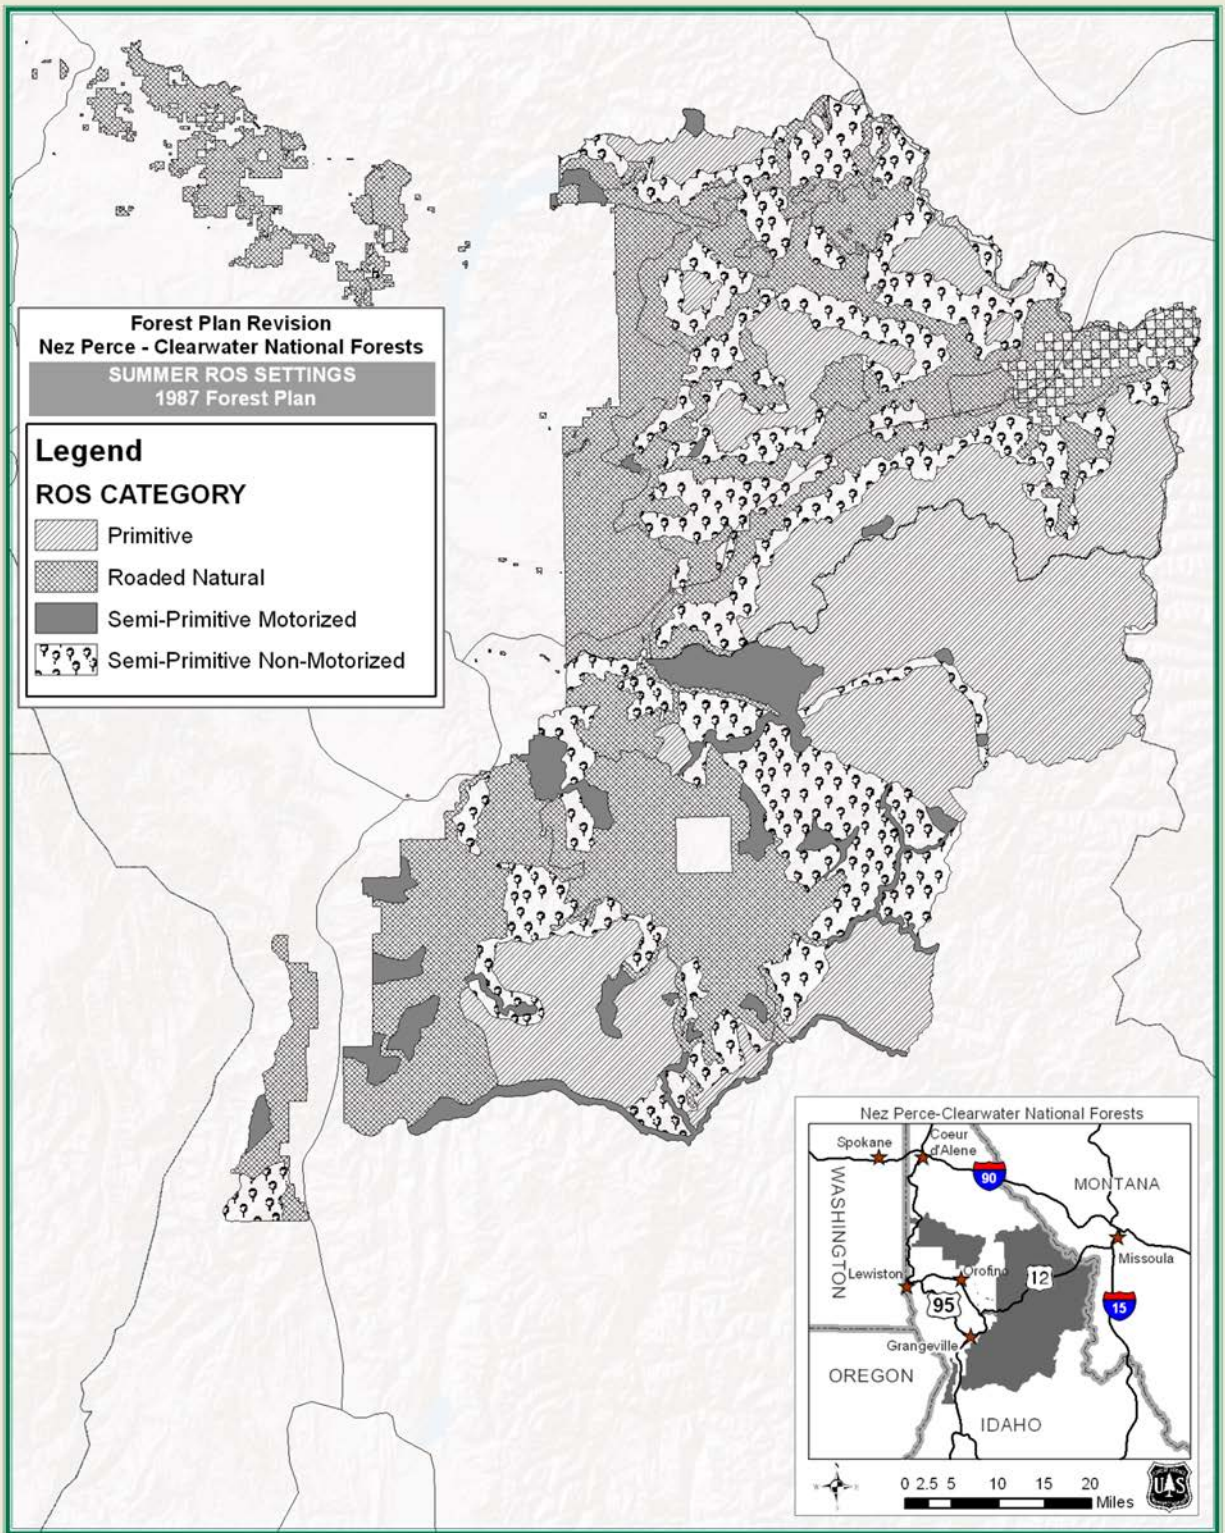 Forest Plan Revision
Nez Perce - Clearwater National Forests
SUMMER ROS SETTINGS
1987 Forest Plan
Legend
ROS CATEGORY
Primitive
Roaded Natural
Semi-Primitive Motorized
Semi-Primitive Non-Motorized
Nez Perce-Clearwater National Forests
Spokane
Coeur
d'Alene
90
MONTANA
WASHINGTON
Missoula
Lewiston
Orofino
12
95
15
Grangeville
OREGON
IDAHO
0 2.5 5 10 15 20
Miles
U S